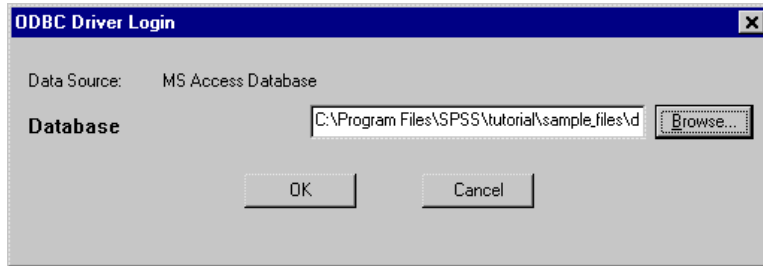 ODBC Driver Login
Data Source: MS Access Database
Database C:\Program Files\SPSS\tutorial\sample_files\d Browse...
OK Cancel